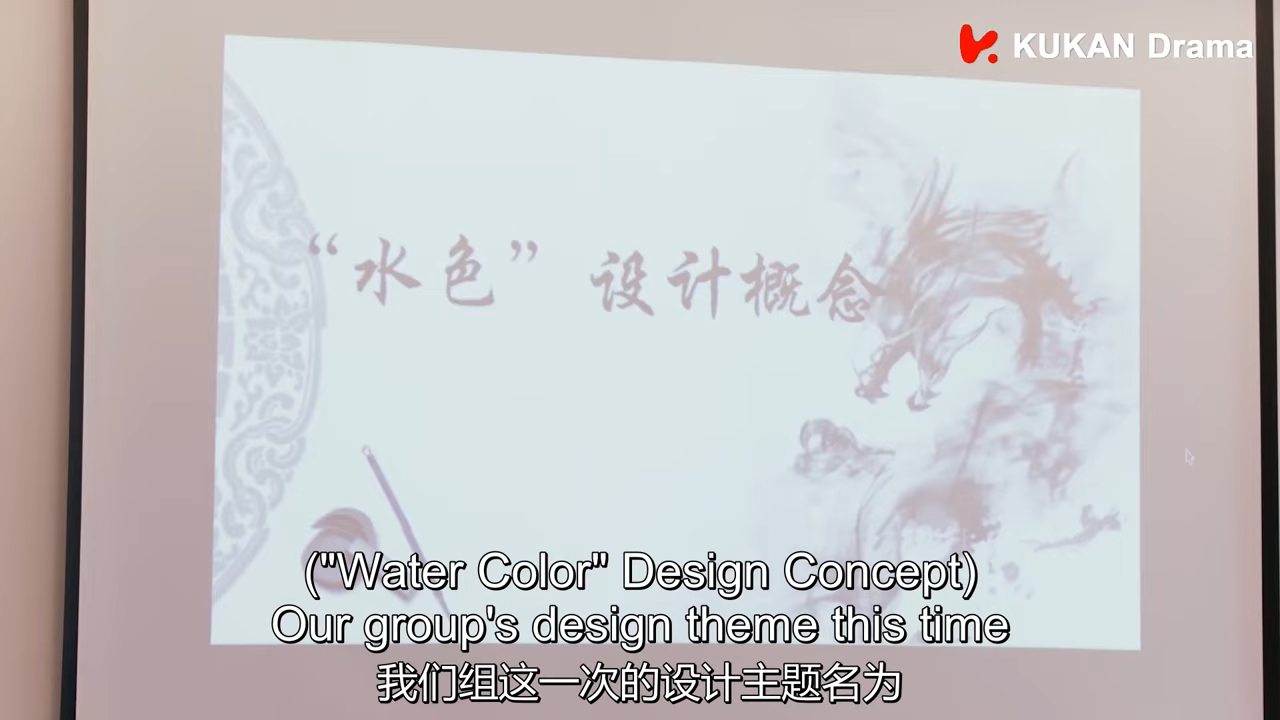 KUKAN Drama
“水色”设计概念
("Water Color" Design Concept)
Our group's design theme this time
我们组这一次的设计主题名为